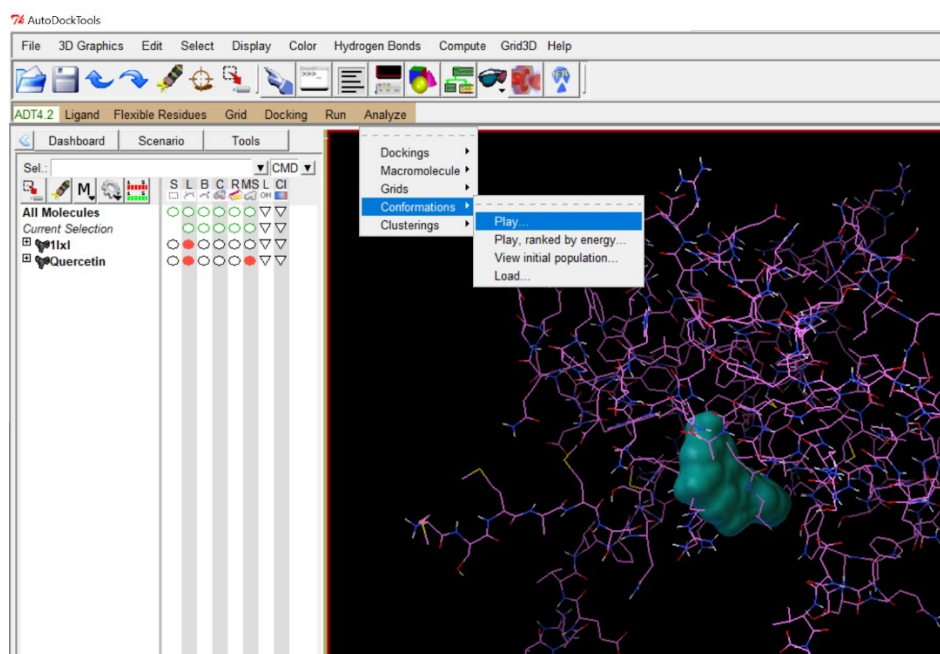 AutoDockTools
File 3D Graphics Edit Select Display Color Hydrogen Bonds Compute Grid3D Help
ADT4.2 Ligand Flexible Residues Grid Docking Run Analyze
Dashboard Scenario Tools
Sel.: CMD
M S L B C R MS L Cl
All Molecules
Current Selection
Quercetin
Dockings
Macromolecule
Grids
Conformations
Clusterings
Play...
Play, ranked by energy...
View initial population...
Load...